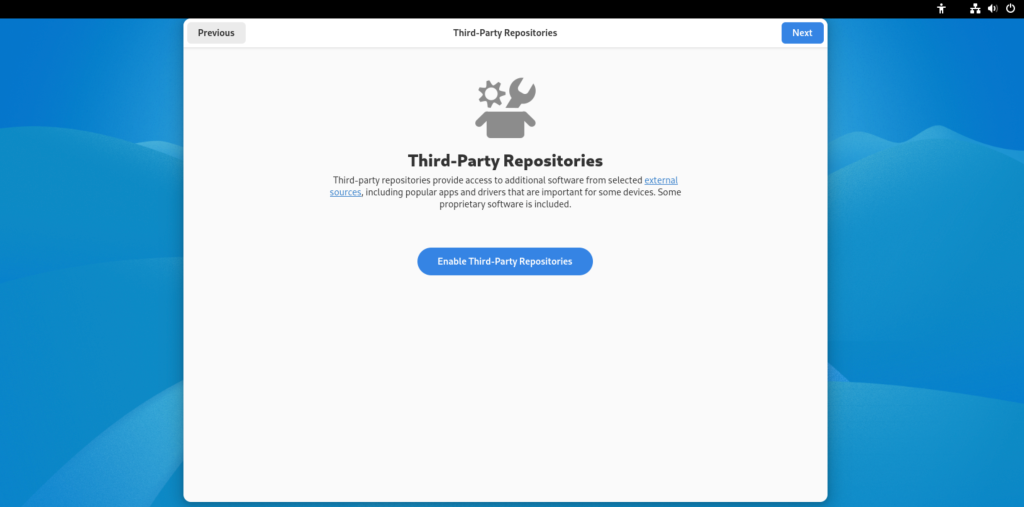 Previous
Third-Party Repositories
Next
Third-Party Repositories
Third-party repositories provide access to additional software from selected external
sources, including popular apps and drivers that are important for some devices. Some
proprietary software is included.
Enable Third-Party Repositories